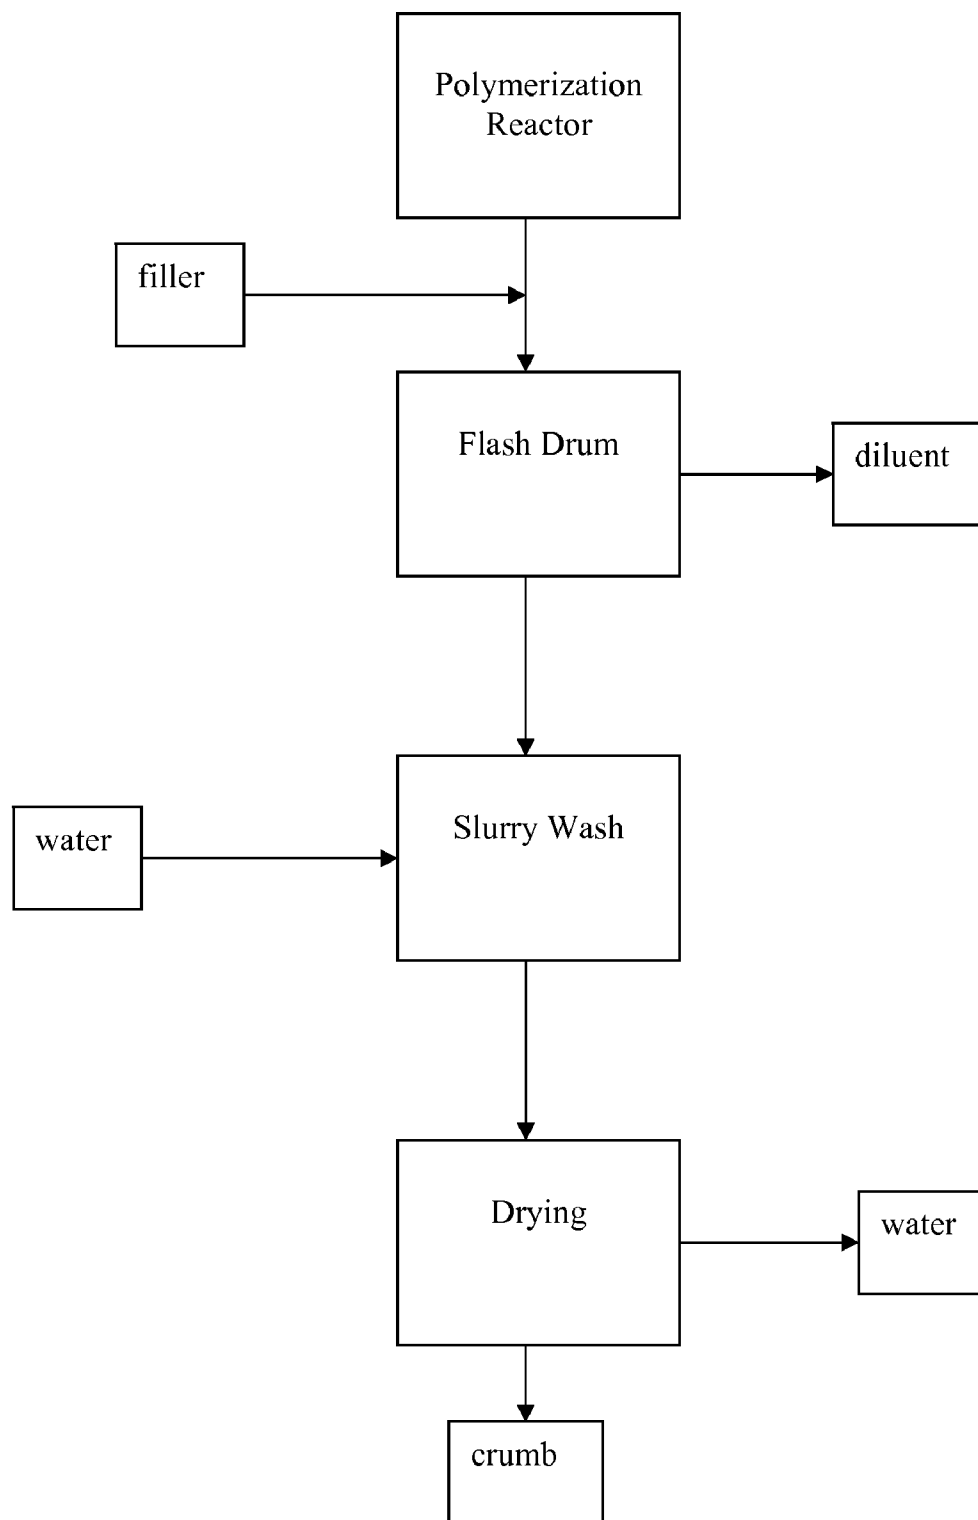 Polymerization
Reactor
filler
Flash Drum
diluent
Slurry Wash
water
Drying
water
crumb